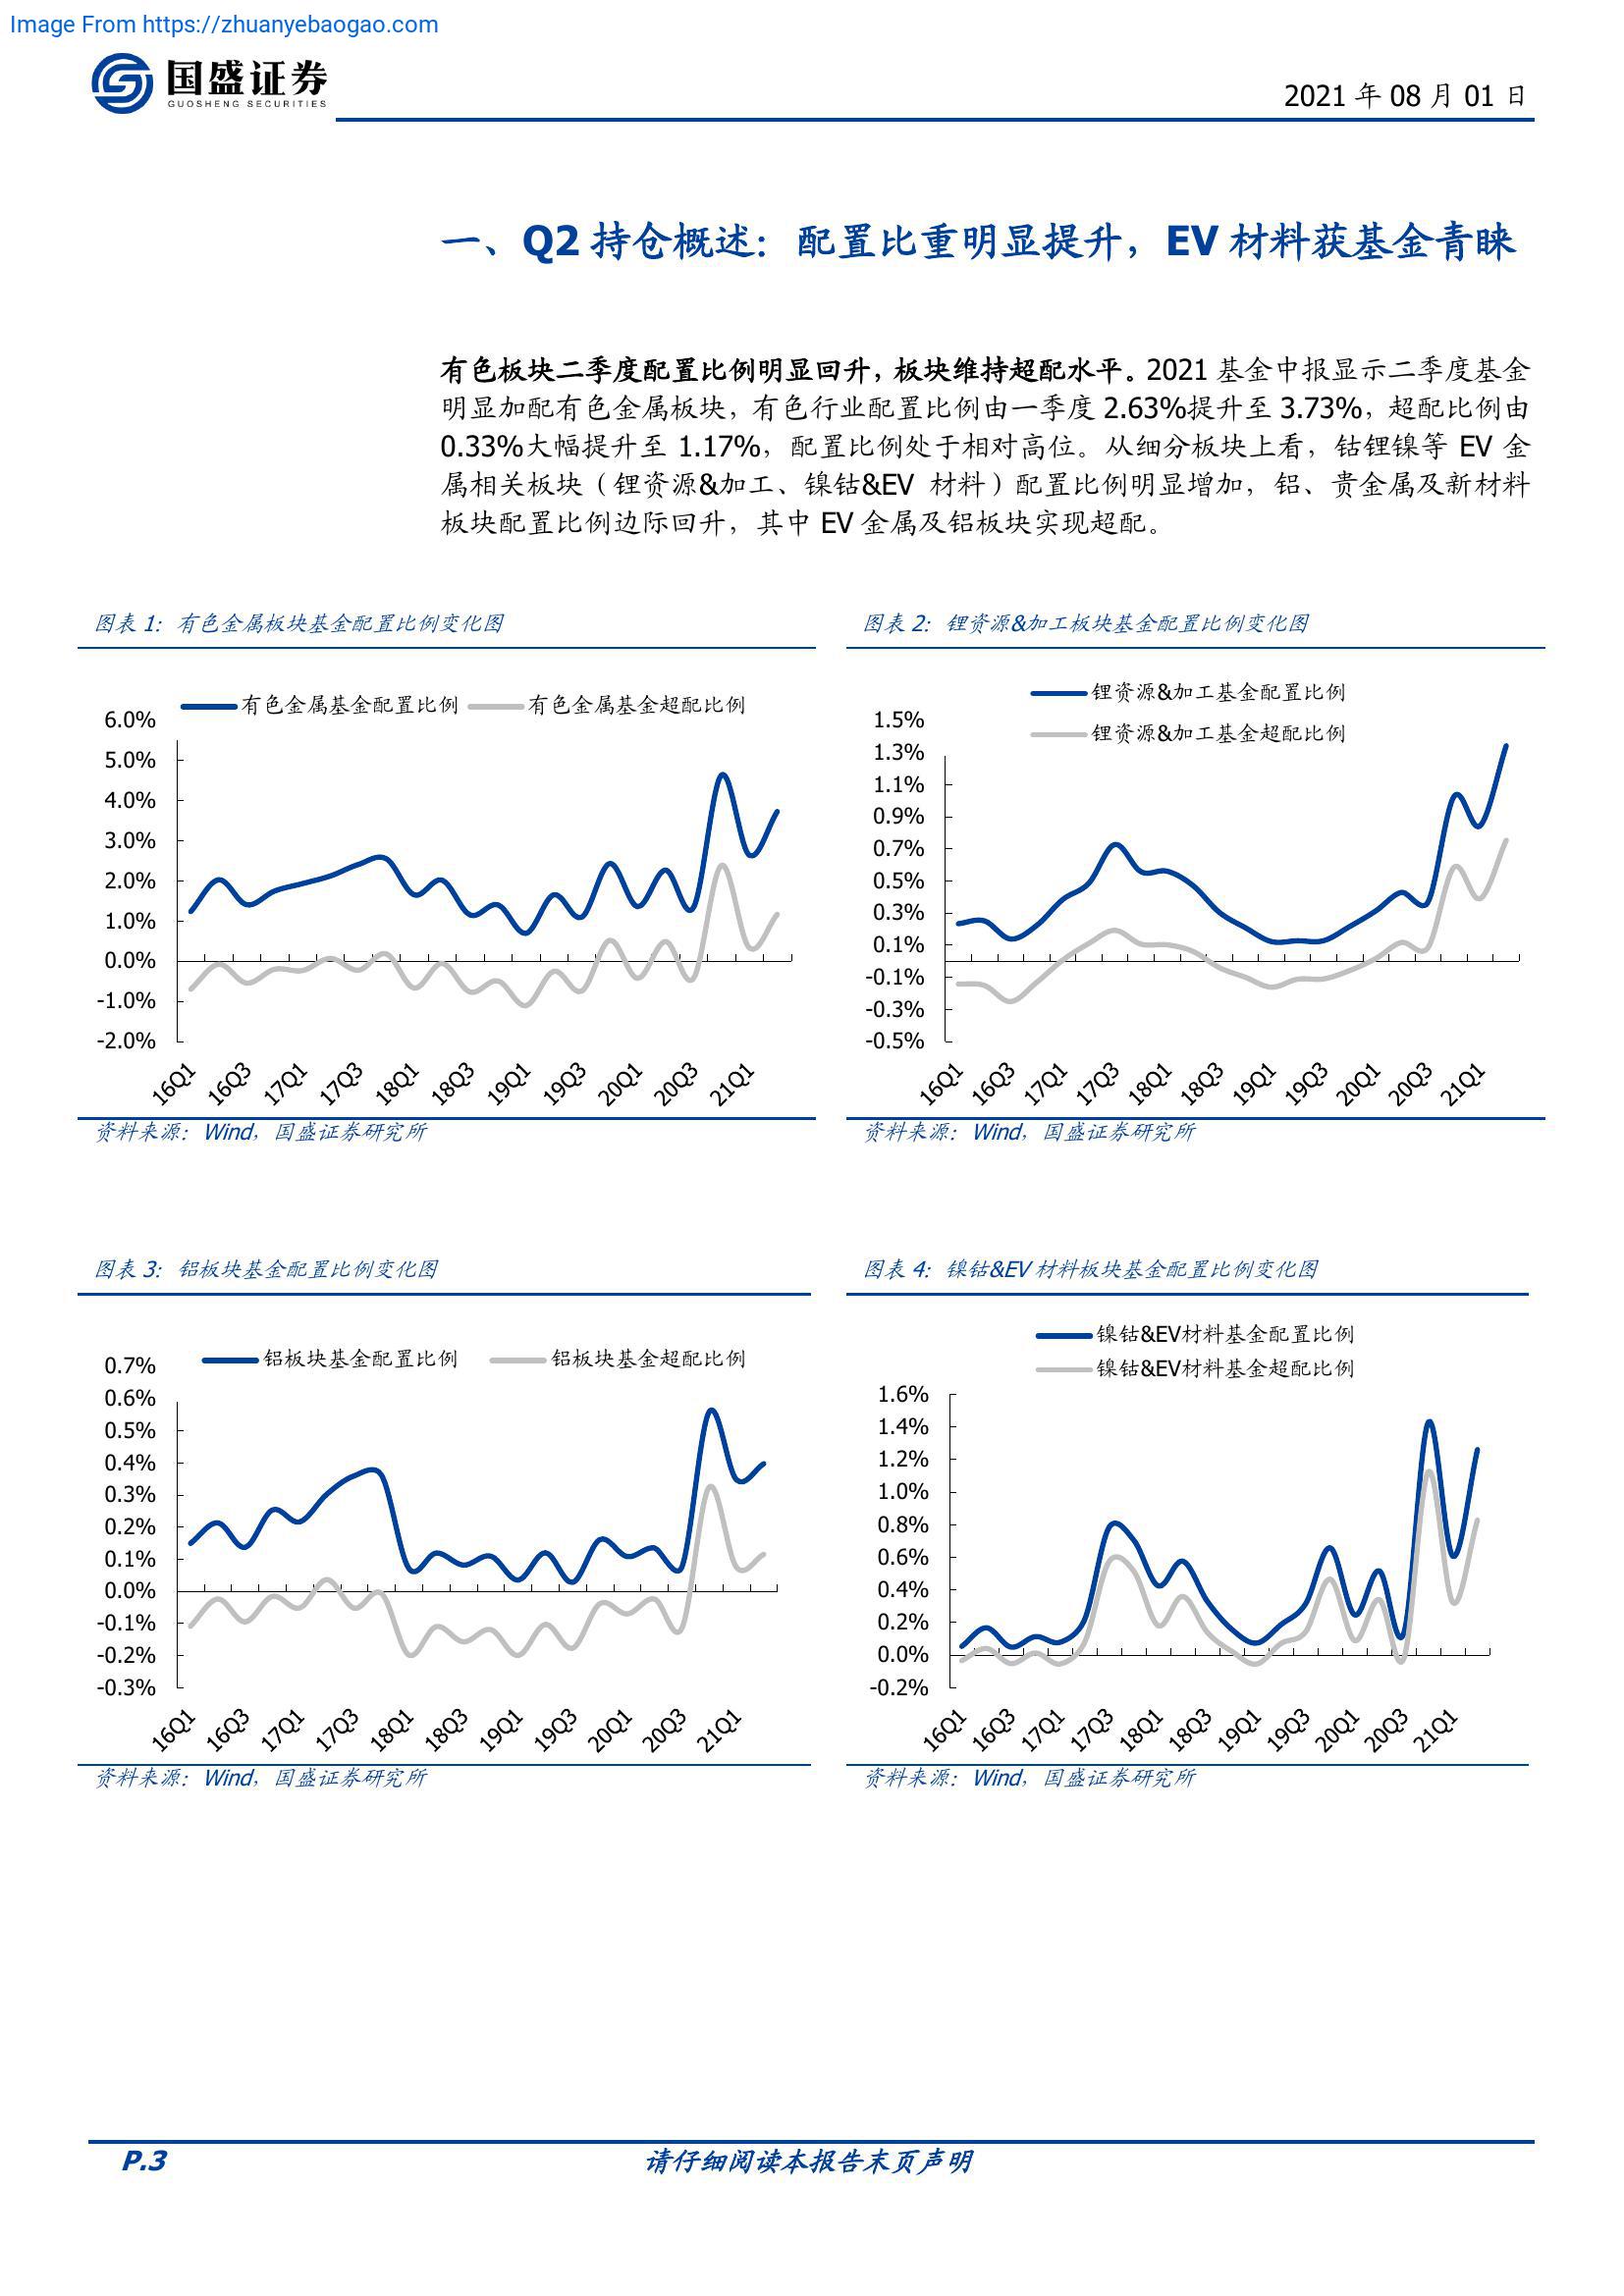 Image From https://zhuanyebaogao.com
国盛证券
GUOSHENG SECURITIES
2021 年 08 月 01 日
一、Q2 持仓概述：配置比重明显提升，EV 材料获基金青睐
有色板块二季度配置比例明显回升，板块维持超配水平。2021 基金中报显示二季度基金
明显加配有色金属板块，有色行业配置比例由一季度 2.63%提升至 3.73%，超配比例由
0.33%大幅提升至 1.17%，配置比例处于相对高位。从细分板块上看，钴锂镍等 EV 金
属相关板块（锂资源&加工、镍钴&EV 材料）配置比例明显增加，铝、贵金属及新材料
板块配置比例边际回升，其中 EV 金属及铝板块实现超配。
图表 1：有色金属板块基金配置比例变化图
有色金属基金配置比例 有色金属基金超配比例
6.0%
5.0%
4.0%
3.0%
2.0%
1.0%
0.0%
-1.0%
-2.0%
16Q1 16Q3 17Q1 17Q3 18Q1 18Q3 19Q1 19Q3 20Q1 20Q3 21Q1
资料来源：Wind，国盛证券研究所
图表 2：锂资源&加工板块基金配置比例变化图
锂资源&加工基金配置比例
锂资源&加工基金超配比例
1.5%
1.3%
1.1%
0.9%
0.7%
0.5%
0.3%
0.1%
-0.1%
-0.3%
-0.5%
16Q1 16Q3 17Q1 17Q3 18Q1 18Q3 19Q1 19Q3 20Q1 20Q3 21Q1
资料来源：Wind，国盛证券研究所
图表 3：铝板块基金配置比例变化图
铝板块基金配置比例 铝板块基金超配比例
0.7%
0.6%
0.5%
0.4%
0.3%
0.2%
0.1%
0.0%
-0.1%
-0.2%
-0.3%
16Q1 16Q3 17Q1 17Q3 18Q1 18Q3 19Q1 19Q3 20Q1 20Q3 21Q1
资料来源：Wind，国盛证券研究所
图表 4：镍钴&EV 材料板块基金配置比例变化图
镍钴&EV材料基金配置比例
镍钴&EV材料基金超配比例
1.6%
1.4%
1.2%
1.0%
0.8%
0.6%
0.4%
0.2%
0.0%
-0.2%
16Q1 16Q3 17Q1 17Q3 18Q1 18Q3 19Q1 19Q3 20Q1 20Q3 21Q1
资料来源：Wind，国盛证券研究所
P.3
请仔细阅读本报告末页声明